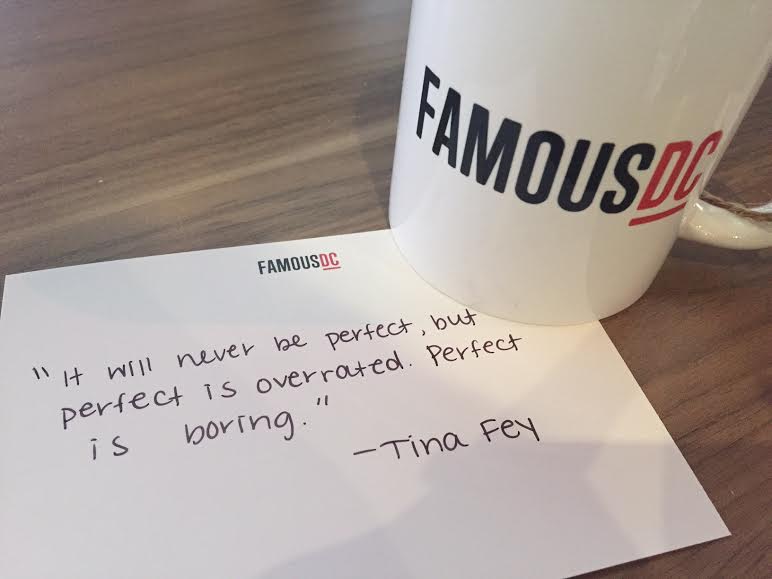 FAMOUSDC
FAMOUSDC
"It will never be perfect, but
perfect is overrated. Perfect
is boring."
-Tina Fey